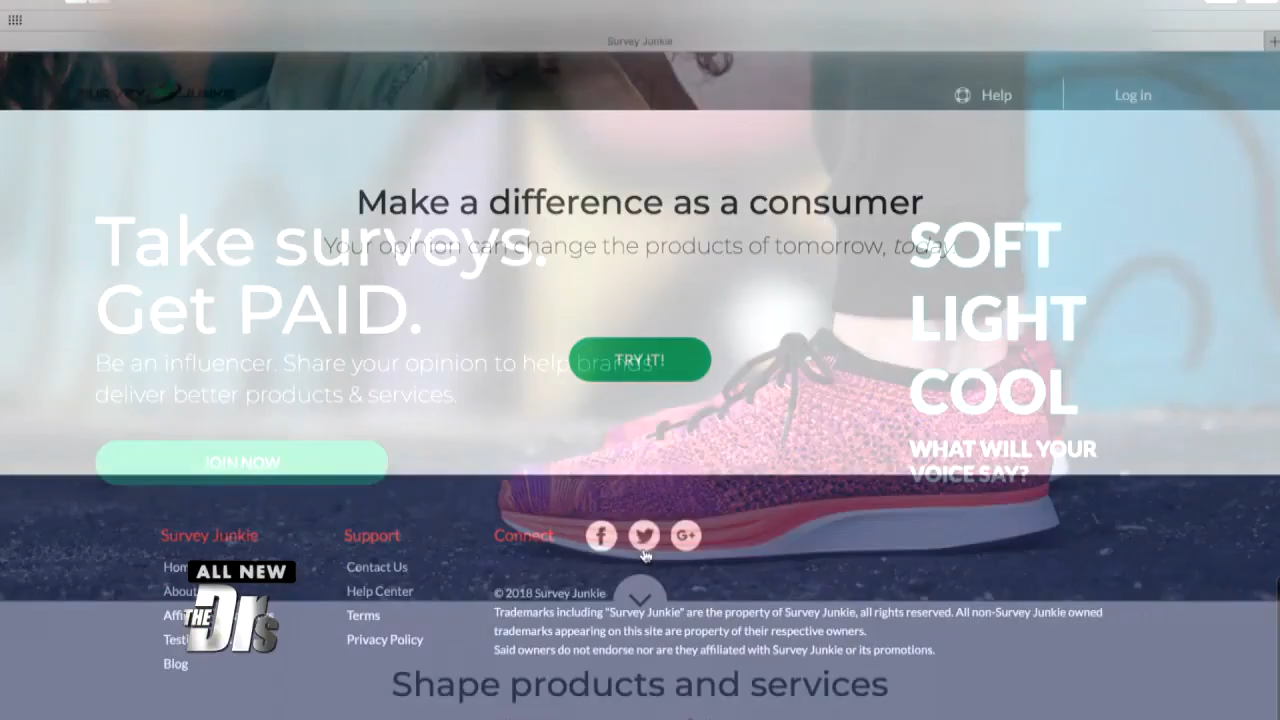 Survey Junkie
SURVEY JUNKIE
Help
Log in
Make a difference as a consumer
Your opinion can change the products of tomorrow, today.
Take surveys.
Get PAID.
Be an influencer. Share your opinion to help brands
deliver better products & services.
TRY IT!
JOIN NOW
SOFT
LIGHT
COOL
WHAT WILL YOUR
VOICE SAY?
Survey Junkie
Support
Contact Us
Help Center
Terms
Privacy Policy
Blog
Connect
f
G+
© 2018 Survey Junkie
Trademarks including "Survey Junkie" are the property of Survey Junkie, all rights reserved. All non-Survey Junkie owned
trademarks appearing on this site are property of their respective owners.
Said owners do not endorse nor are they affiliated with Survey Junkie or its promotions.
ALL NEW
THE Drs
Shape products and services